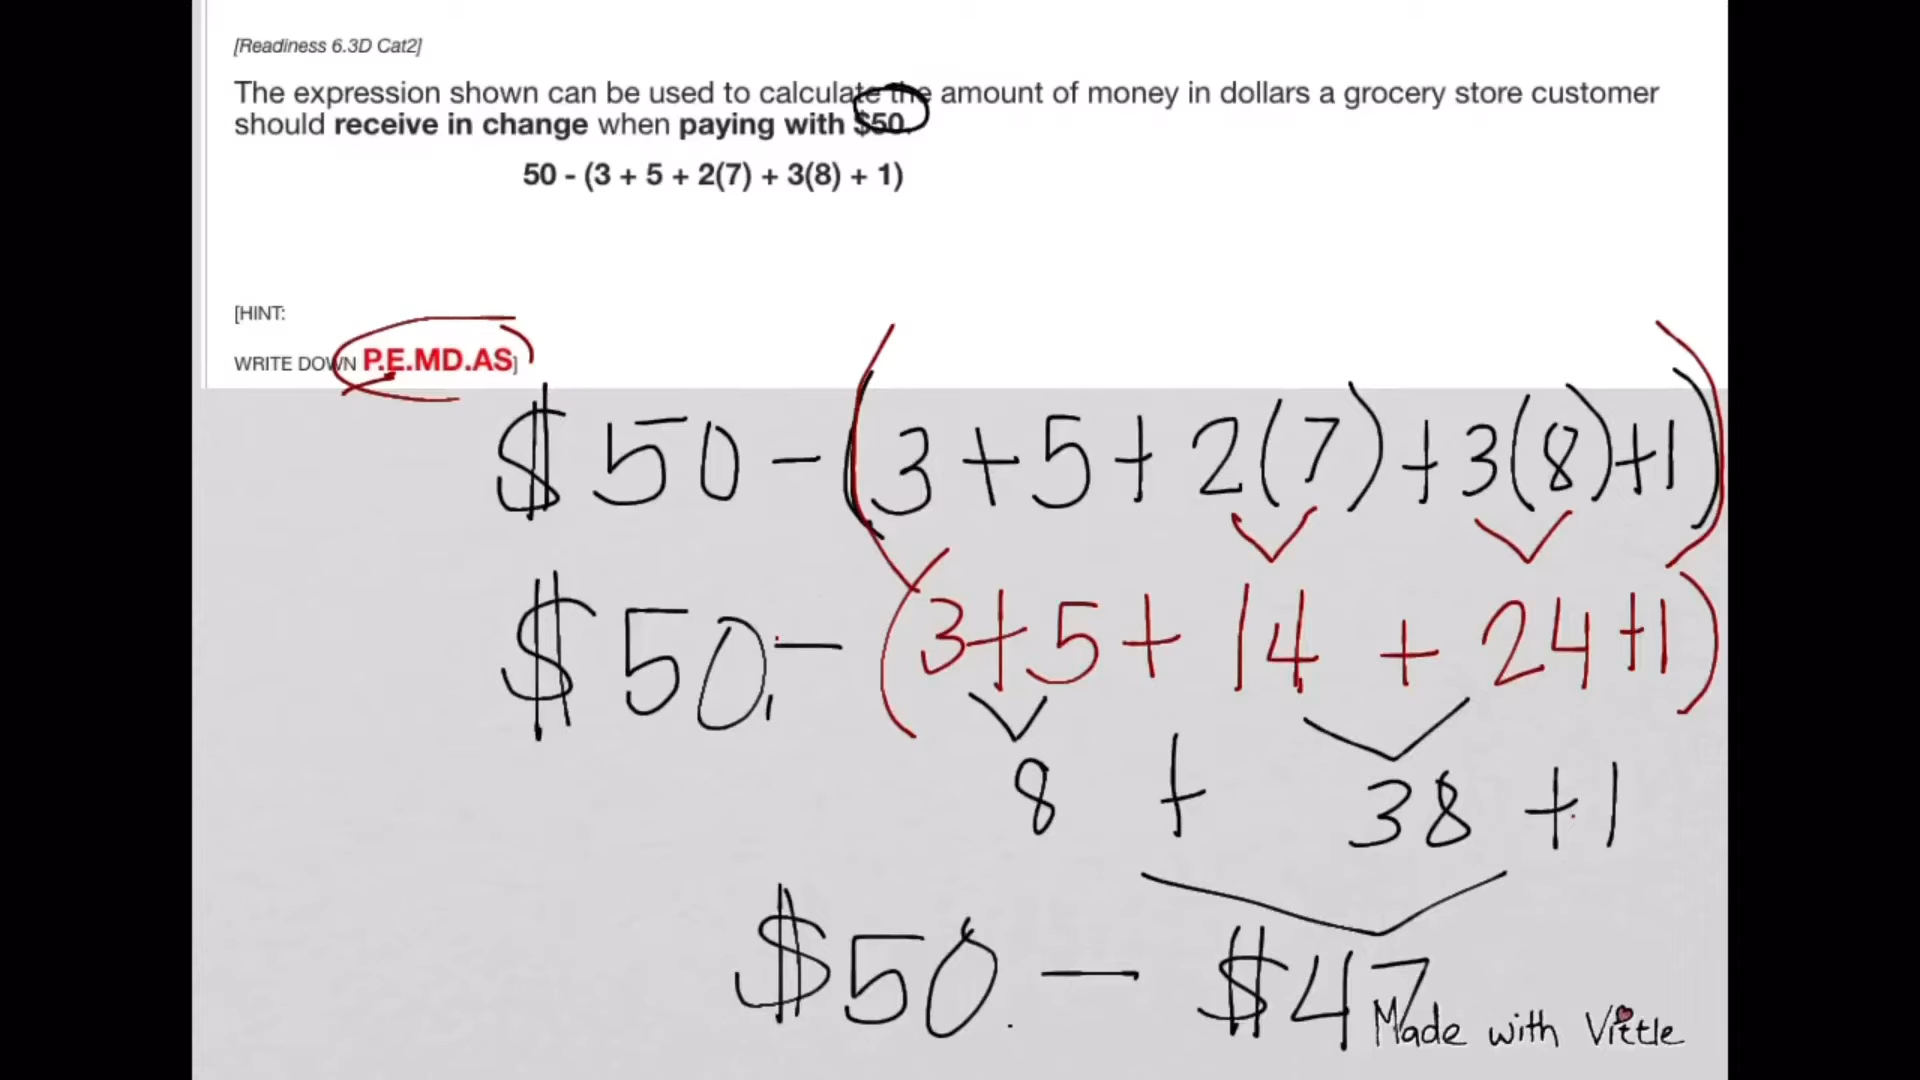 [Readiness 6.3D Cat2]
The expression shown can be used to calculate the amount of money in dollars a grocery store customer
should receive in change when paying with $50.
50 - (3 + 5 + 2(7) + 3(8) + 1)
[HINT:
WRITE DOWN P.E.MD.AS]
$50-(3+5+2(7)+3(8)+1)
$50.-(3+5+14+24+1)
8+38+1
$50.-$47
Made with Vittle